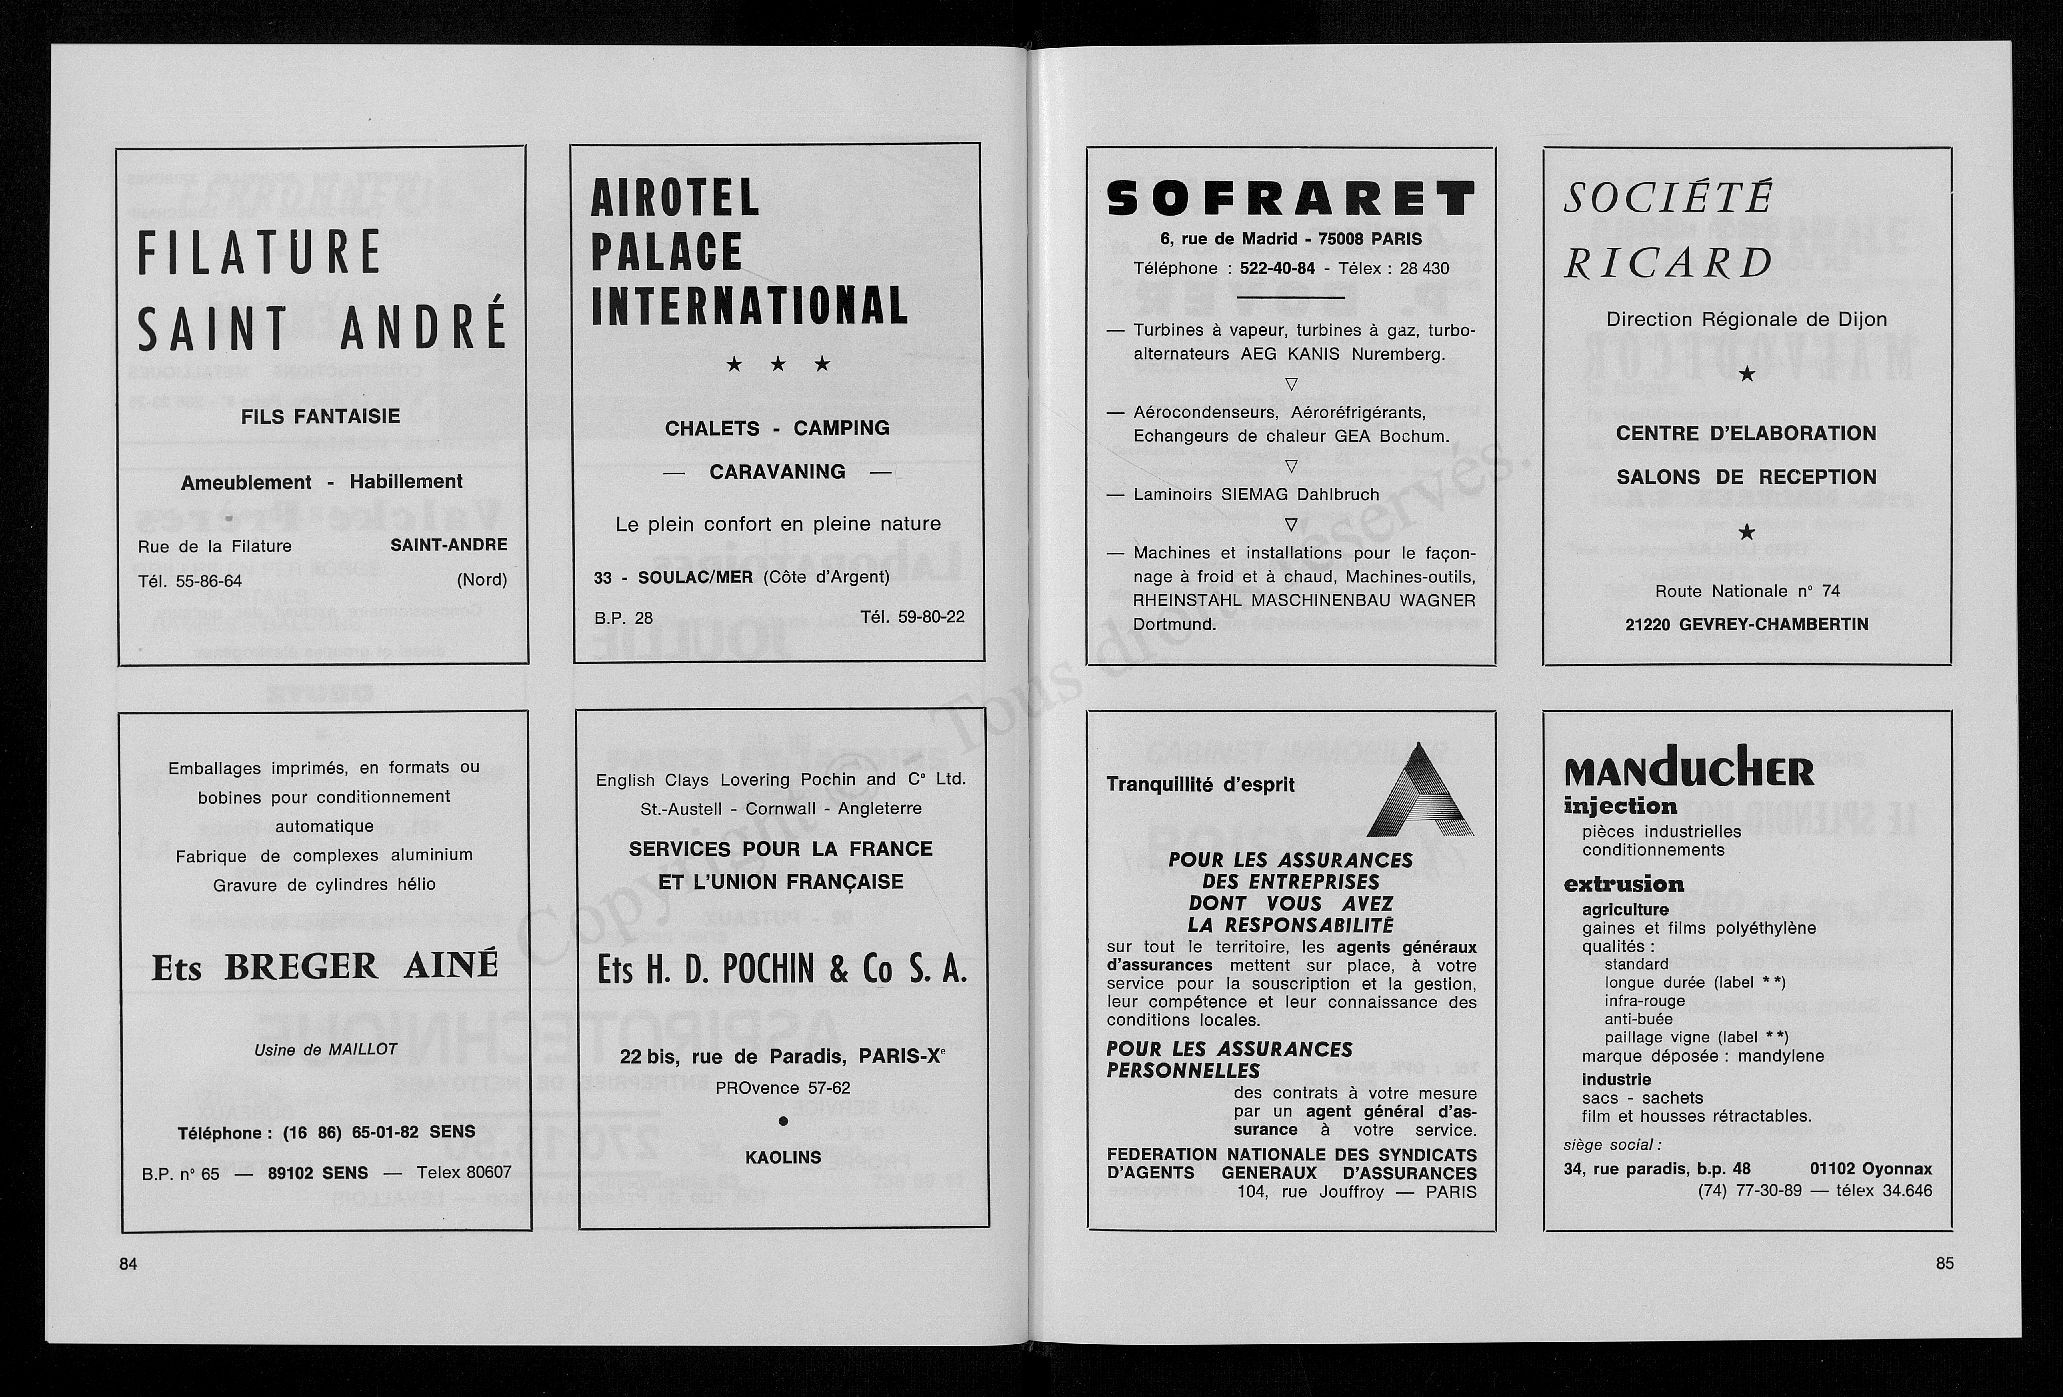 FILATURE
SAINT ANDRÉ
FILS FANTAISIE
Ameublement - Habillement
Rue de la Filature SAINT-ANDRE
Tél. 55-86-64 (Nord)
AIROTEL
PALACE
INTERNATIONAL
★ ★ ★
CHALETS - CAMPING
— CARAVANING —
Le plein confort en pleine nature
33 - SOULAC/MER (Côte d'Argent)
B.P. 28 Tél. 59-80-22
Emballages imprimés, en formats ou
bobines pour conditionnement
automatique
Fabrique de complexes aluminium
Gravure de cylindres hélio
Ets BREGER AINÉ
Usine de MAILLOT
Téléphone : (16 86) 65-01-82 SENS
B.P. n° 65 — 89102 SENS — Telex 80607
English Clays Lovering Pochin and C° Ltd.
St.-Austell - Cornwall - Angleterre
SERVICES POUR LA FRANCE
ET L'UNION FRANÇAISE
Ets H. D. POCHIN & Co S. A.
22 bis, rue de Paradis, PARIS-Xe
PROvence 57-62
●
KAOLINS
84
SOFRARET
6, rue de Madrid - 75008 PARIS
Téléphone : 522-40-84 - Télex : 28 430
— Turbines à vapeur, turbines à gaz, turbo-
alternateurs AEG KANIS Nuremberg.
▽
— Aérocondenseurs, Aéroréfrigérants,
Echangeurs de chaleur GEA Bochum.
▽
— Laminoirs SIEMAG Dahlbruch
▽
— Machines et installations pour le façon-
nage à froid et à chaud, Machines-outils,
RHEINSTAHL MASCHINENBAU WAGNER
Dortmund.
SOCIÉTÉ
RICARD
Direction Régionale de Dijon
★
CENTRE D'ELABORATION
SALONS DE RECEPTION
★
Route Nationale n° 74
21220 GEVREY-CHAMBERTIN
Tranquillité d'esprit
POUR LES ASSURANCES
DES ENTREPRISES
DONT VOUS AVEZ
LA RESPONSABILITÉ
sur tout le territoire, les agents généraux
d'assurances mettent sur place, à votre
service pour la souscription et la gestion,
leur compétence et leur connaissance des
conditions locales.
POUR LES ASSURANCES
PERSONNELLES
des contrats à votre mesure
par un agent général d'as-
surance à votre service.
FEDERATION NATIONALE DES SYNDICATS
D'AGENTS GENERAUX D'ASSURANCES
104, rue Jouffroy — PARIS
MANducHER
injection
pièces industrielles
conditionnements
extrusion
agriculture
gaines et films polyéthylène
qualités :
standard
longue durée (label **)
infra-rouge
anti-buée
paillage vigne (label **)
marque déposée : mandylene
industrie
sacs - sachets
film et housses rétractables.
siège social :
34, rue paradis, b.p. 48 01102 Oyonnax
(74) 77-30-89 — télex 34.646
85
Copyright © - Tous droits réservés.